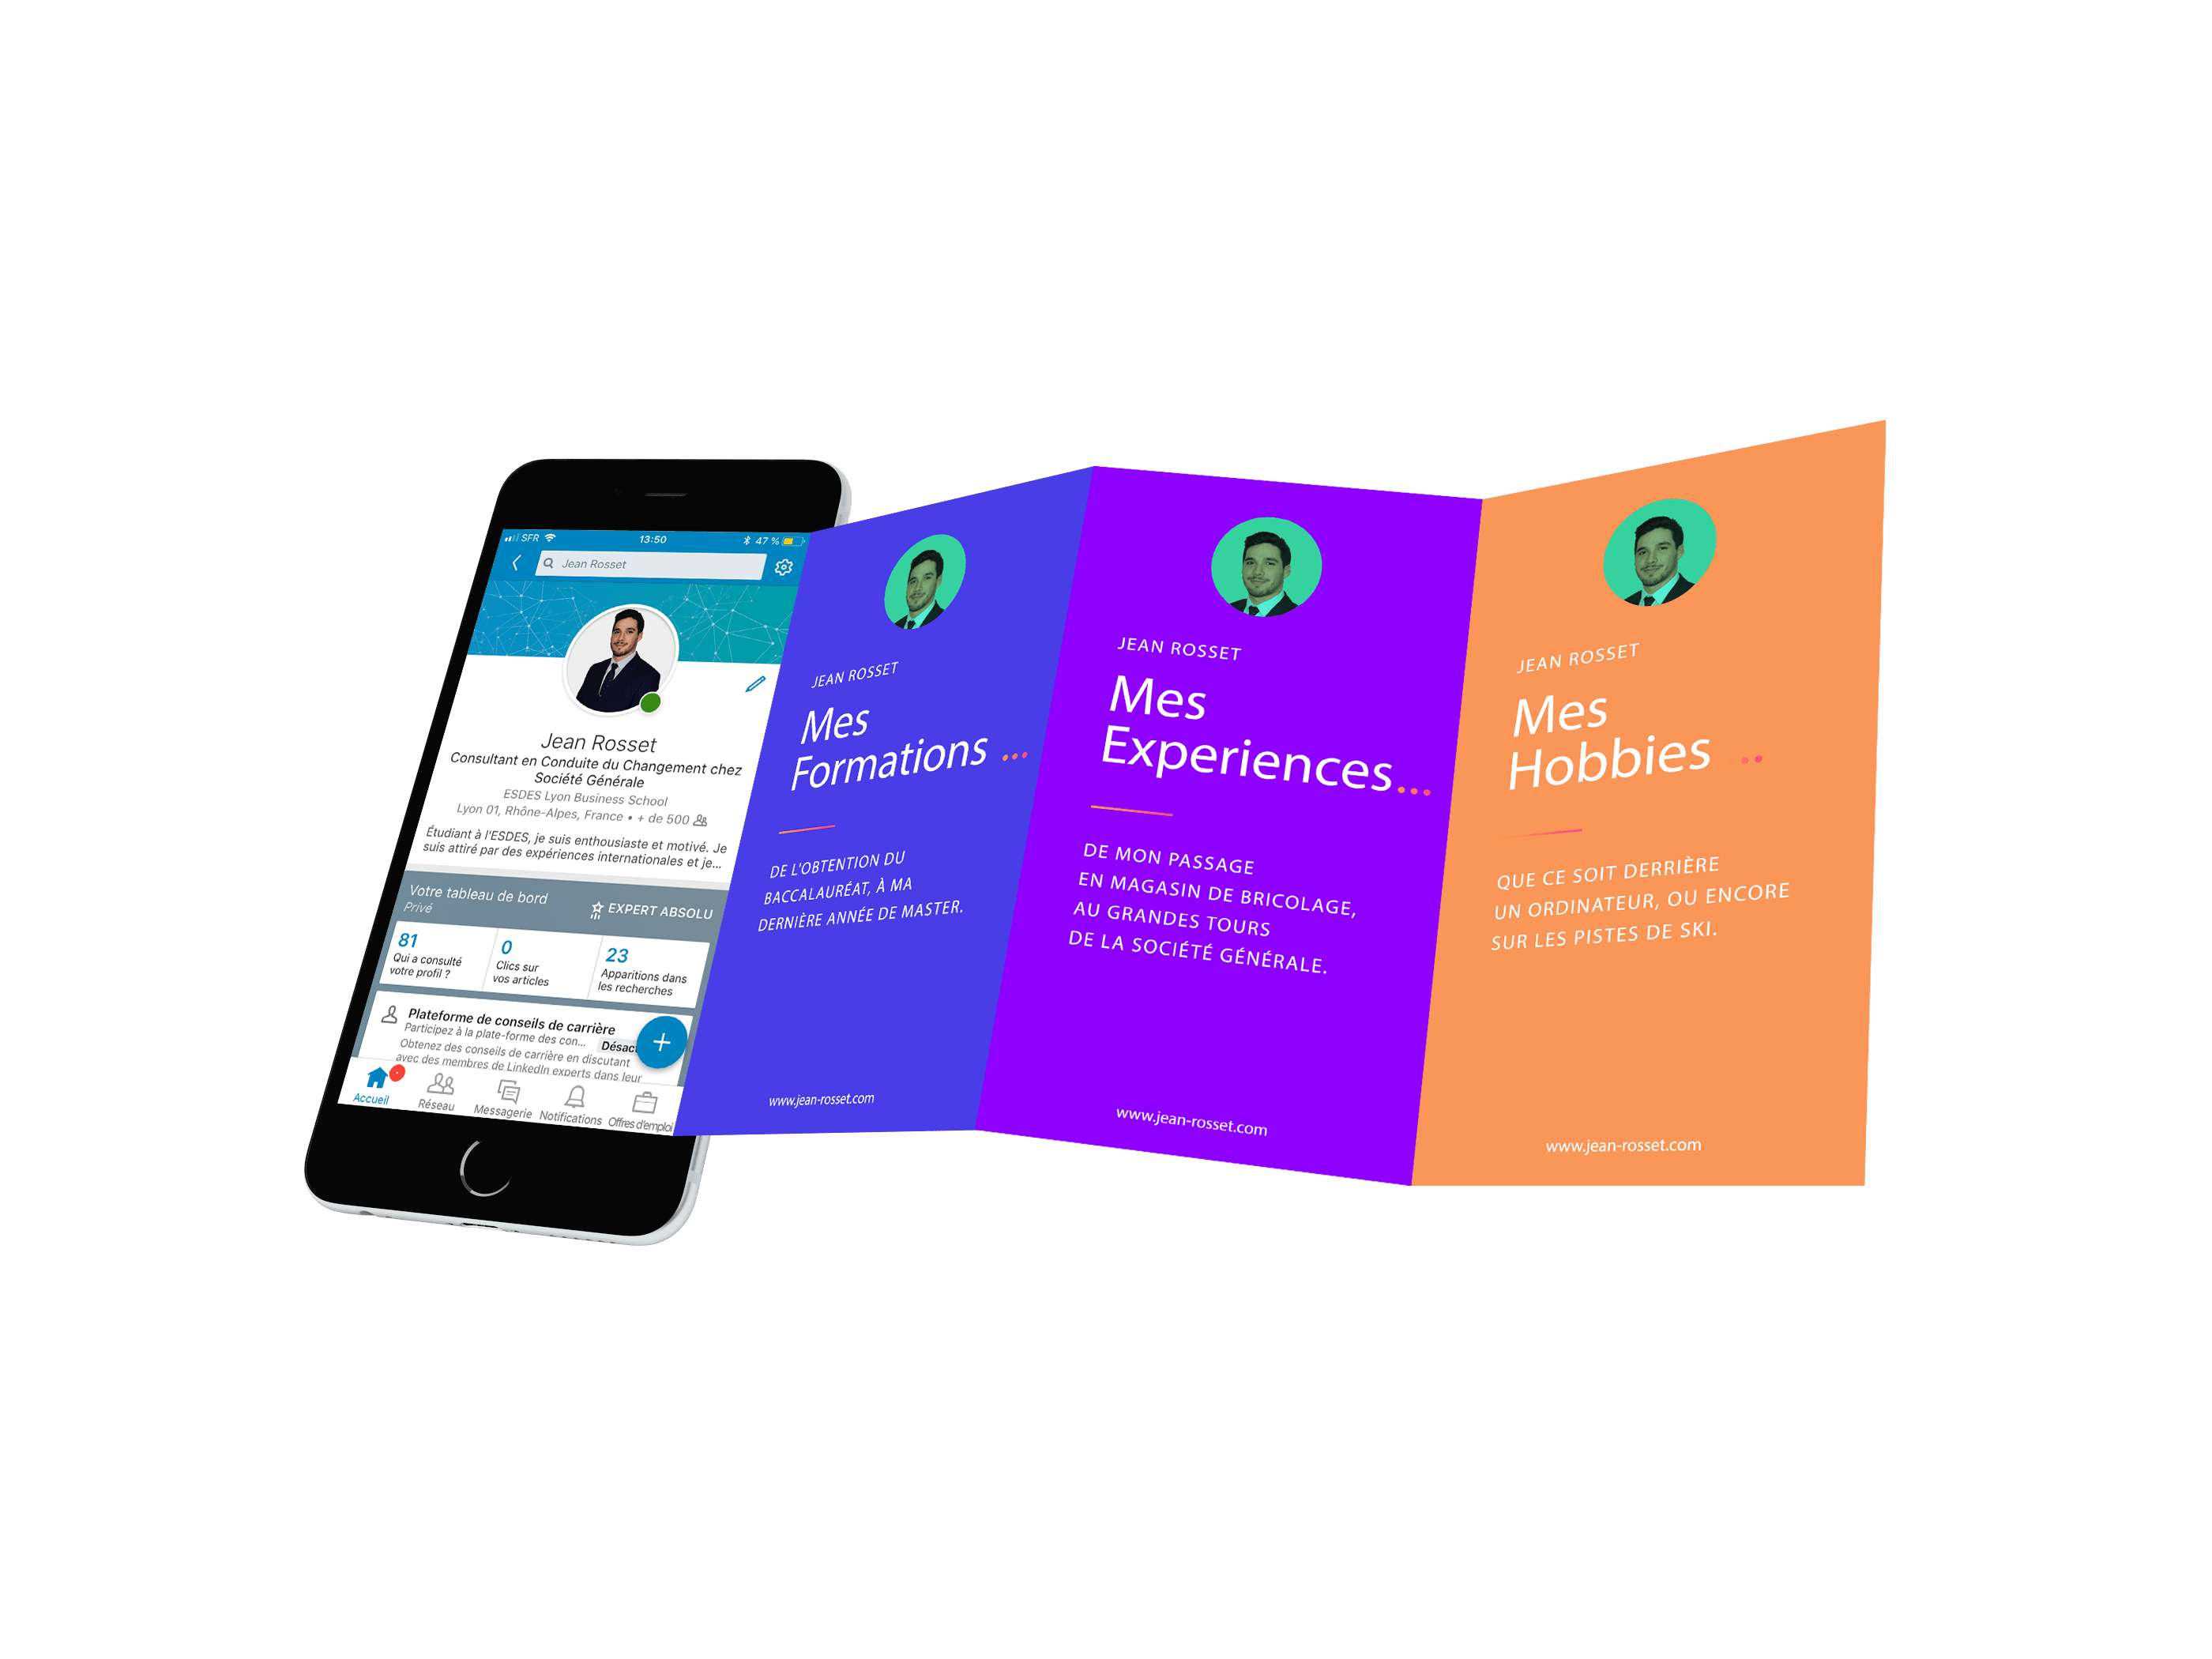 SFR
13:50
47 %
Jean Rosset
Jean Rosset
Consultant en Conduite du Changement chez
Société Générale
ESDES Lyon Business School
Lyon 01, Rhône-Alpes, France • + de 500
Étudiant à l'ESDES, je suis enthousiaste et motivé. Je
suis attiré par des expériences internationales et je...
Votre tableau de bord
Privé
EXPERT ABSOLU
81
Qui a consulté
votre profil ?
0
Clics sur
vos articles
23
Apparitions dans
les recherches
Plateforme de conseils de carrière
Participez à la plate-forme des con...
Désac
Obtenez des conseils de carrière en discutant
avec des membres de LinkedIn experts dans leur
Accueil
Réseau
Messagerie
Notifications
Offres d'emploi
JEAN ROSSET
Mes
Formations ...
DE L'OBTENTION DU
BACCALAURÉAT, À MA
DERNIÈRE ANNÉE DE MASTER.
www.jean-rosset.com
JEAN ROSSET
Mes
Experiences...
DE MON PASSAGE
EN MAGASIN DE BRICOLAGE,
AU GRANDES TOURS
DE LA SOCIÉTÉ GÉNÉRALE.
www.jean-rosset.com
JEAN ROSSET
Mes
Hobbies ...
QUE CE SOIT DERRIÈRE
UN ORDINATEUR, OU ENCORE
SUR LES PISTES DE SKI.
www.jean-rosset.com